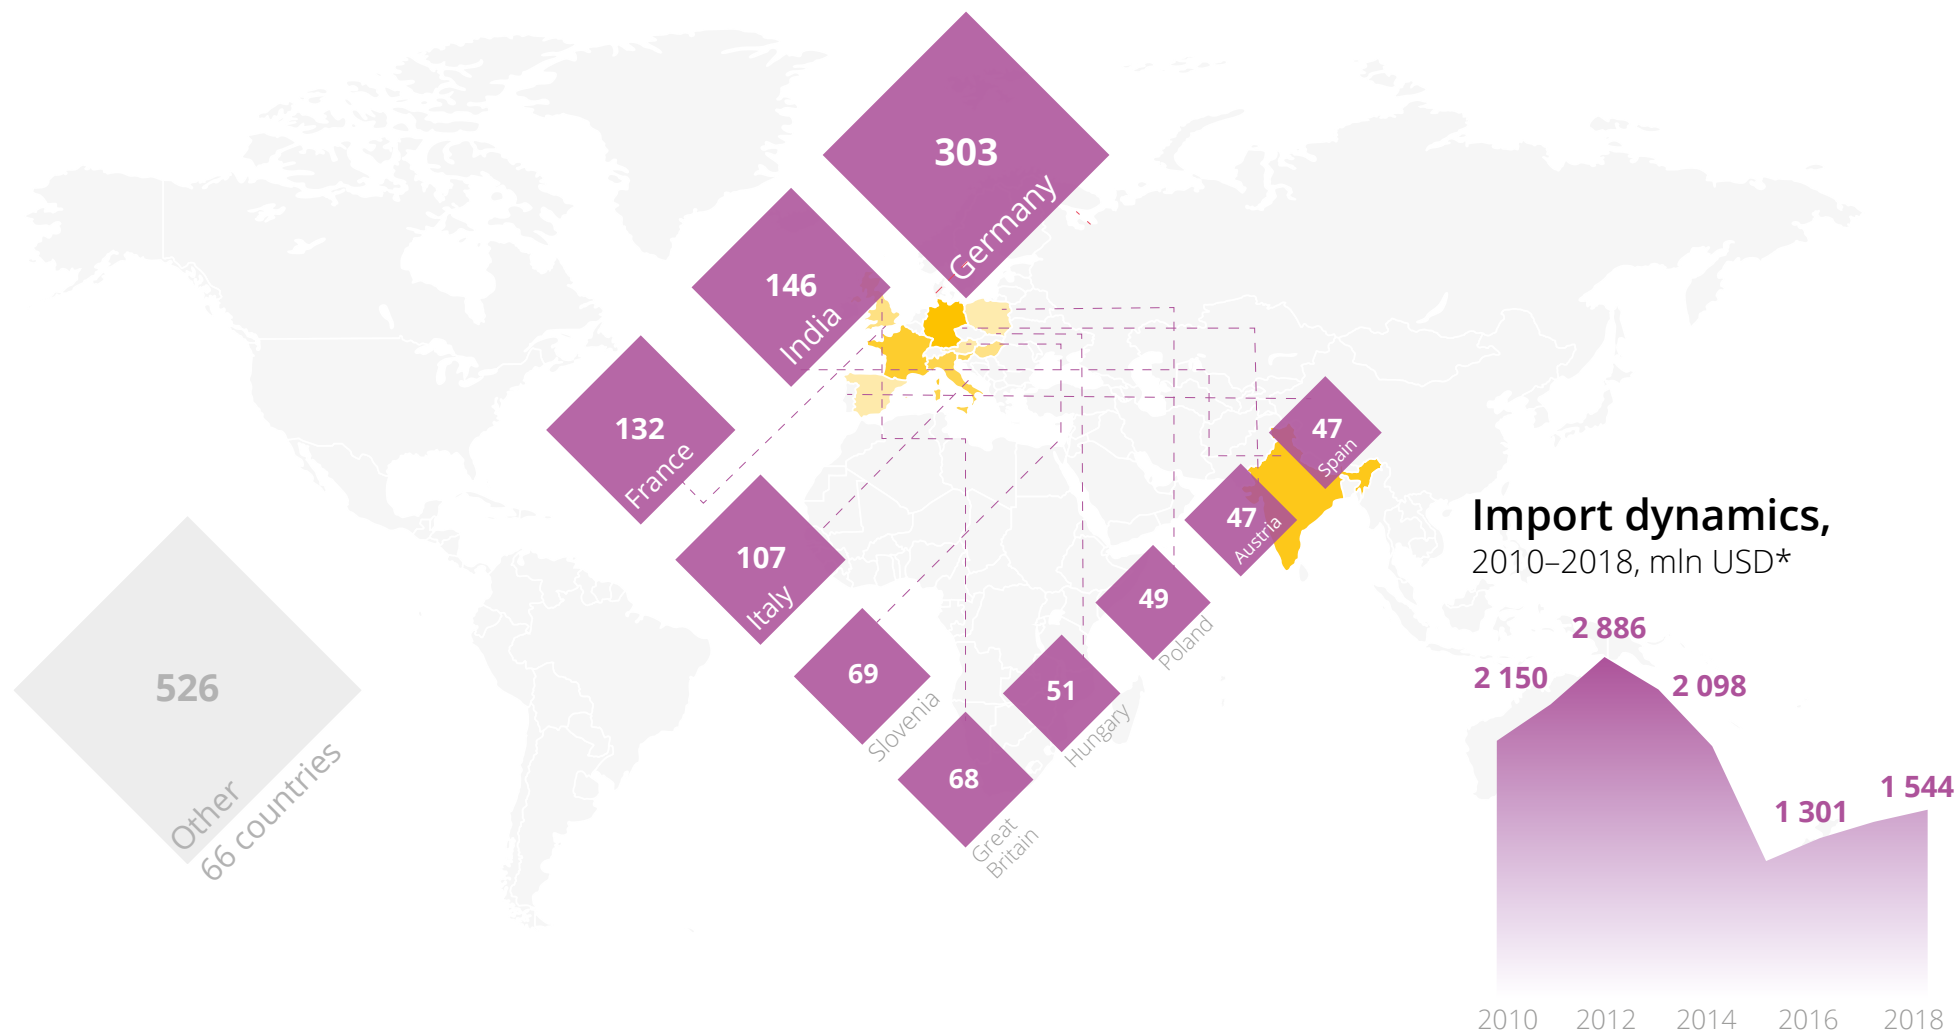 303
Germany
146
India
132
France
107
Italy
69
Slovenia
68
Great
Britain
51
Hungary
49
Poland
47
Austria
47
Spain
526
Other
66 countries
Import dynamics,
2010–2018, mln USD*
2 150
2 886
2 098
1 301
1 544
2010
2012
2014
2016
2018